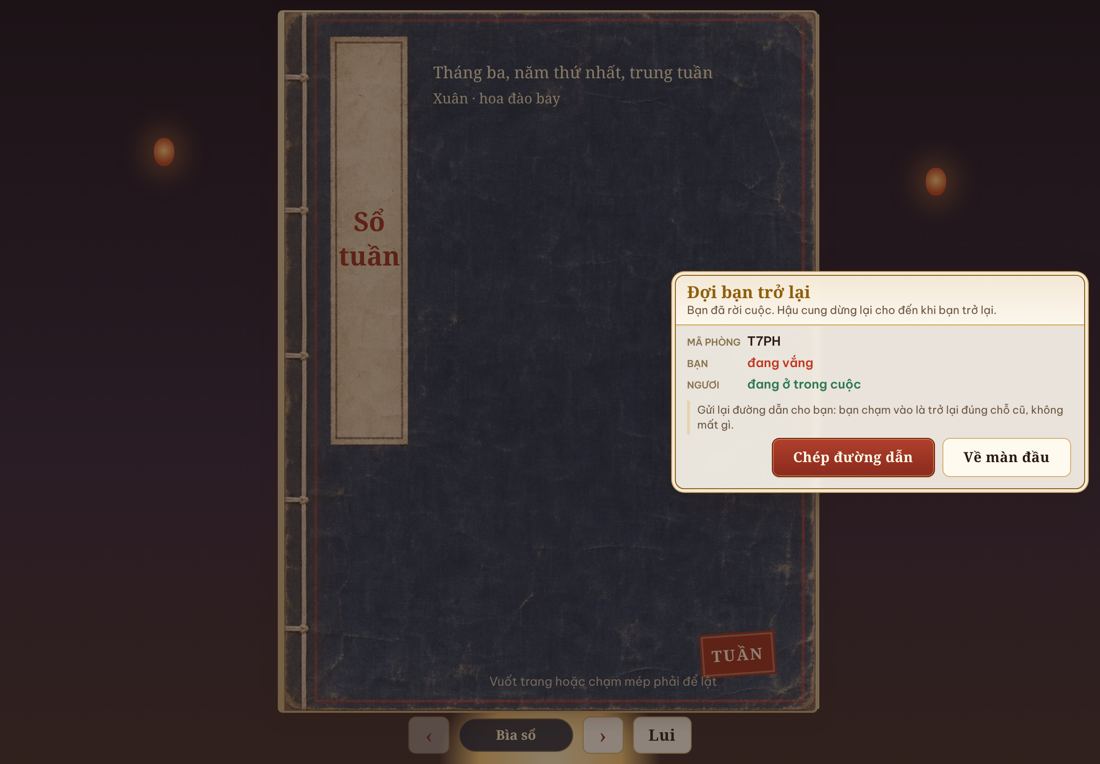 Tháng ba, năm thứ nhất, trung tuần
Xuân · hoa đào bay
Sổ
tuần
Đợi bạn trở lại
Bạn đã rời cuộc. Hậu cung dừng lại cho đến khi bạn trở lại.
MÃ PHÒNG T7PH
BẠN đang vắng
NGƯƠI đang ở trong cuộc
Gửi lại đường dẫn cho bạn: bạn chạm vào là trở lại đúng chỗ cũ, không
mất gì.
Chép đường dẫn Về màn đầu
TUẦN
Vuốt trang hoặc chạm mép phải để lật
‹ Bìa sổ › Lui